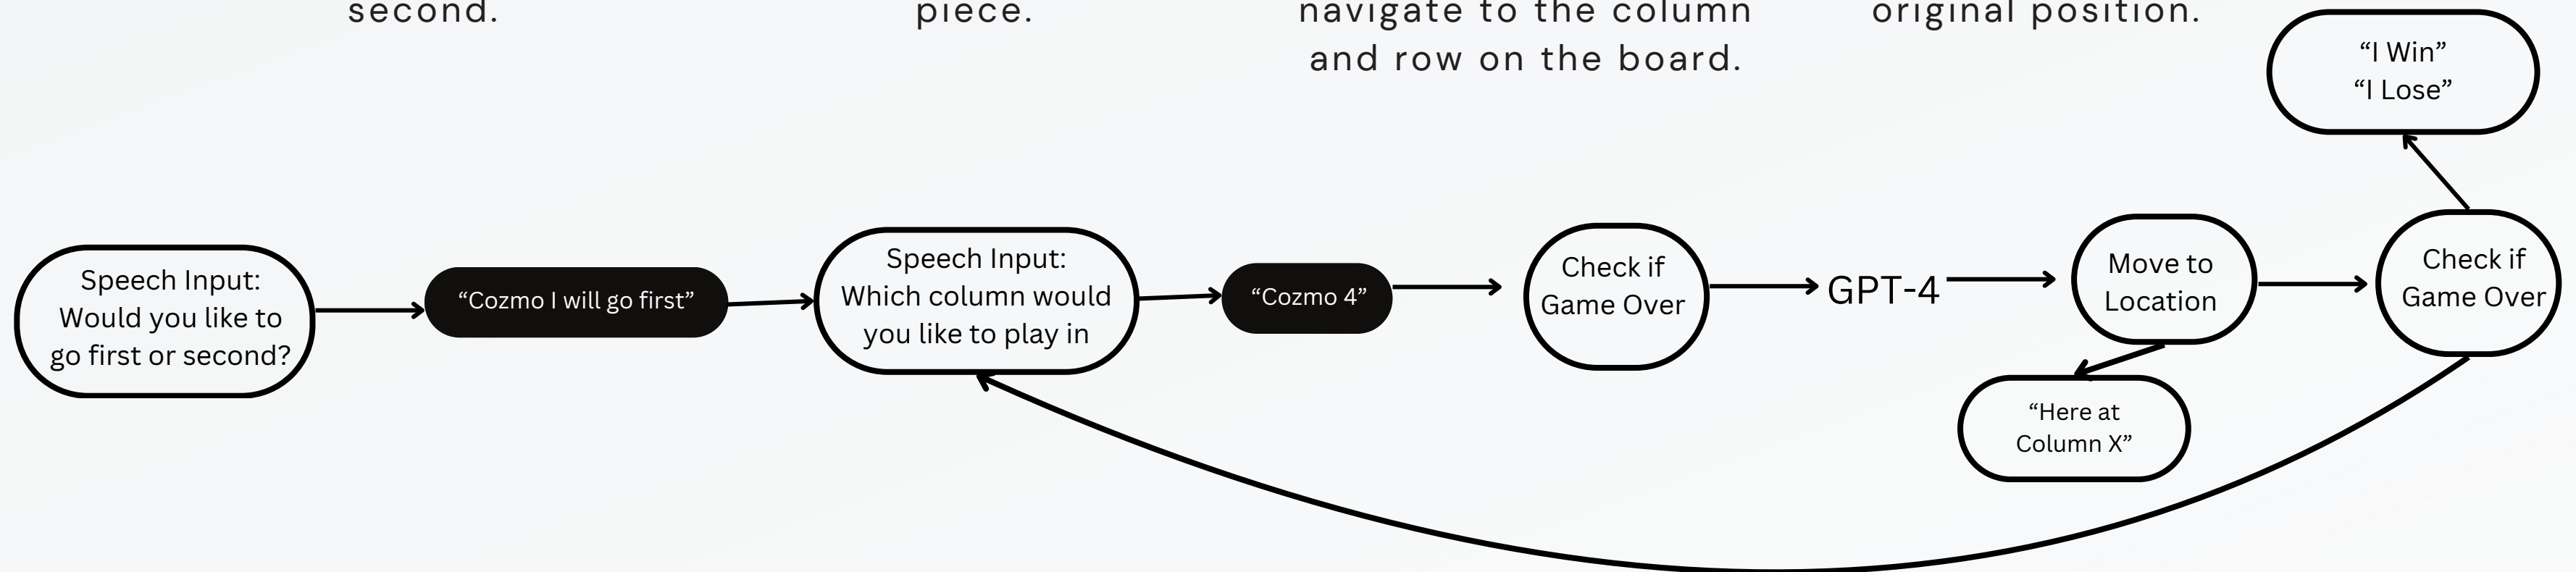 second.
piece.
navigate to the column
and row on the board.
original position.
“I Win”
“I Lose”
Speech Input:
Would you like to
go first or second?
“Cozmo I will go first”
Speech Input:
Which column would
you like to play in
“Cozmo 4”
Check if
Game Over
GPT-4
Move to
Location
“Here at
Column X”
Check if
Game Over